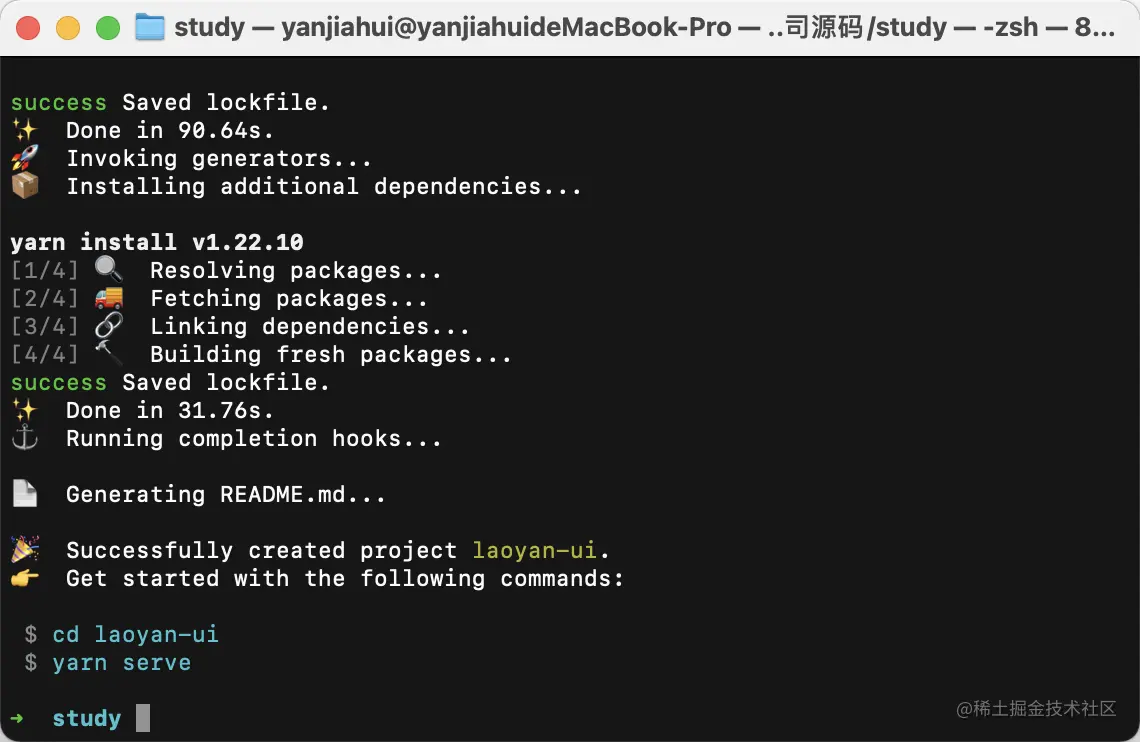 study — yanjiahui@yanjiahuideMacBook-Pro — ..司源码/study — -zsh — 8...
success Saved lockfile.
✨ Done in 90.64s.
🚀 Invoking generators...
📦 Installing additional dependencies...
yarn install v1.22.10
[1/4] 🔍 Resolving packages...
[2/4] 🚚 Fetching packages...
[3/4] 🔗 Linking dependencies...
[4/4] 🔨 Building fresh packages...
success Saved lockfile.
✨ Done in 31.76s.
⚓ Running completion hooks...
📄 Generating README.md...
🎉 Successfully created project laoyan-ui.
👉 Get started with the following commands:
$ cd laoyan-ui
$ yarn serve
➜ study
@稀土掘金技术社区